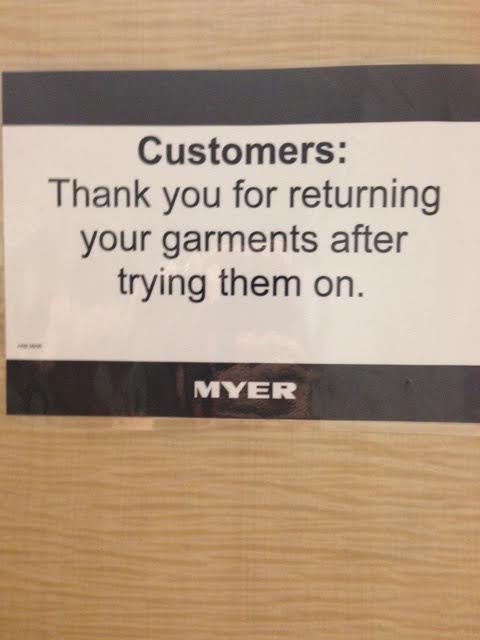 Customers:
Thank you for returning
your garments after
trying them on.
MYER